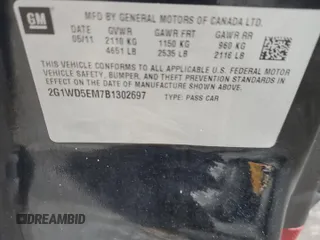 GM
MFD BY GENERAL MOTORS OF CANADA LTD.
DATE GVWR GAWR FRT GAWR RR
05/11 2110 KG 1150 KG 960 KG
4651 LB 2535 LB 2116 LB
THIS VEHICLE CONFORMS TO ALL APPLICABLE U.S. FEDERAL MOTOR
VEHICLE SAFETY, BUMPER, AND THEFT PREVENTION STANDARDS IN
EFFECT ON THE DATE OF MANUFACTURE SHOWN ABOVE.
2G1WD5EM7B1302697 TYPE: PASS CAR
DREAMBID